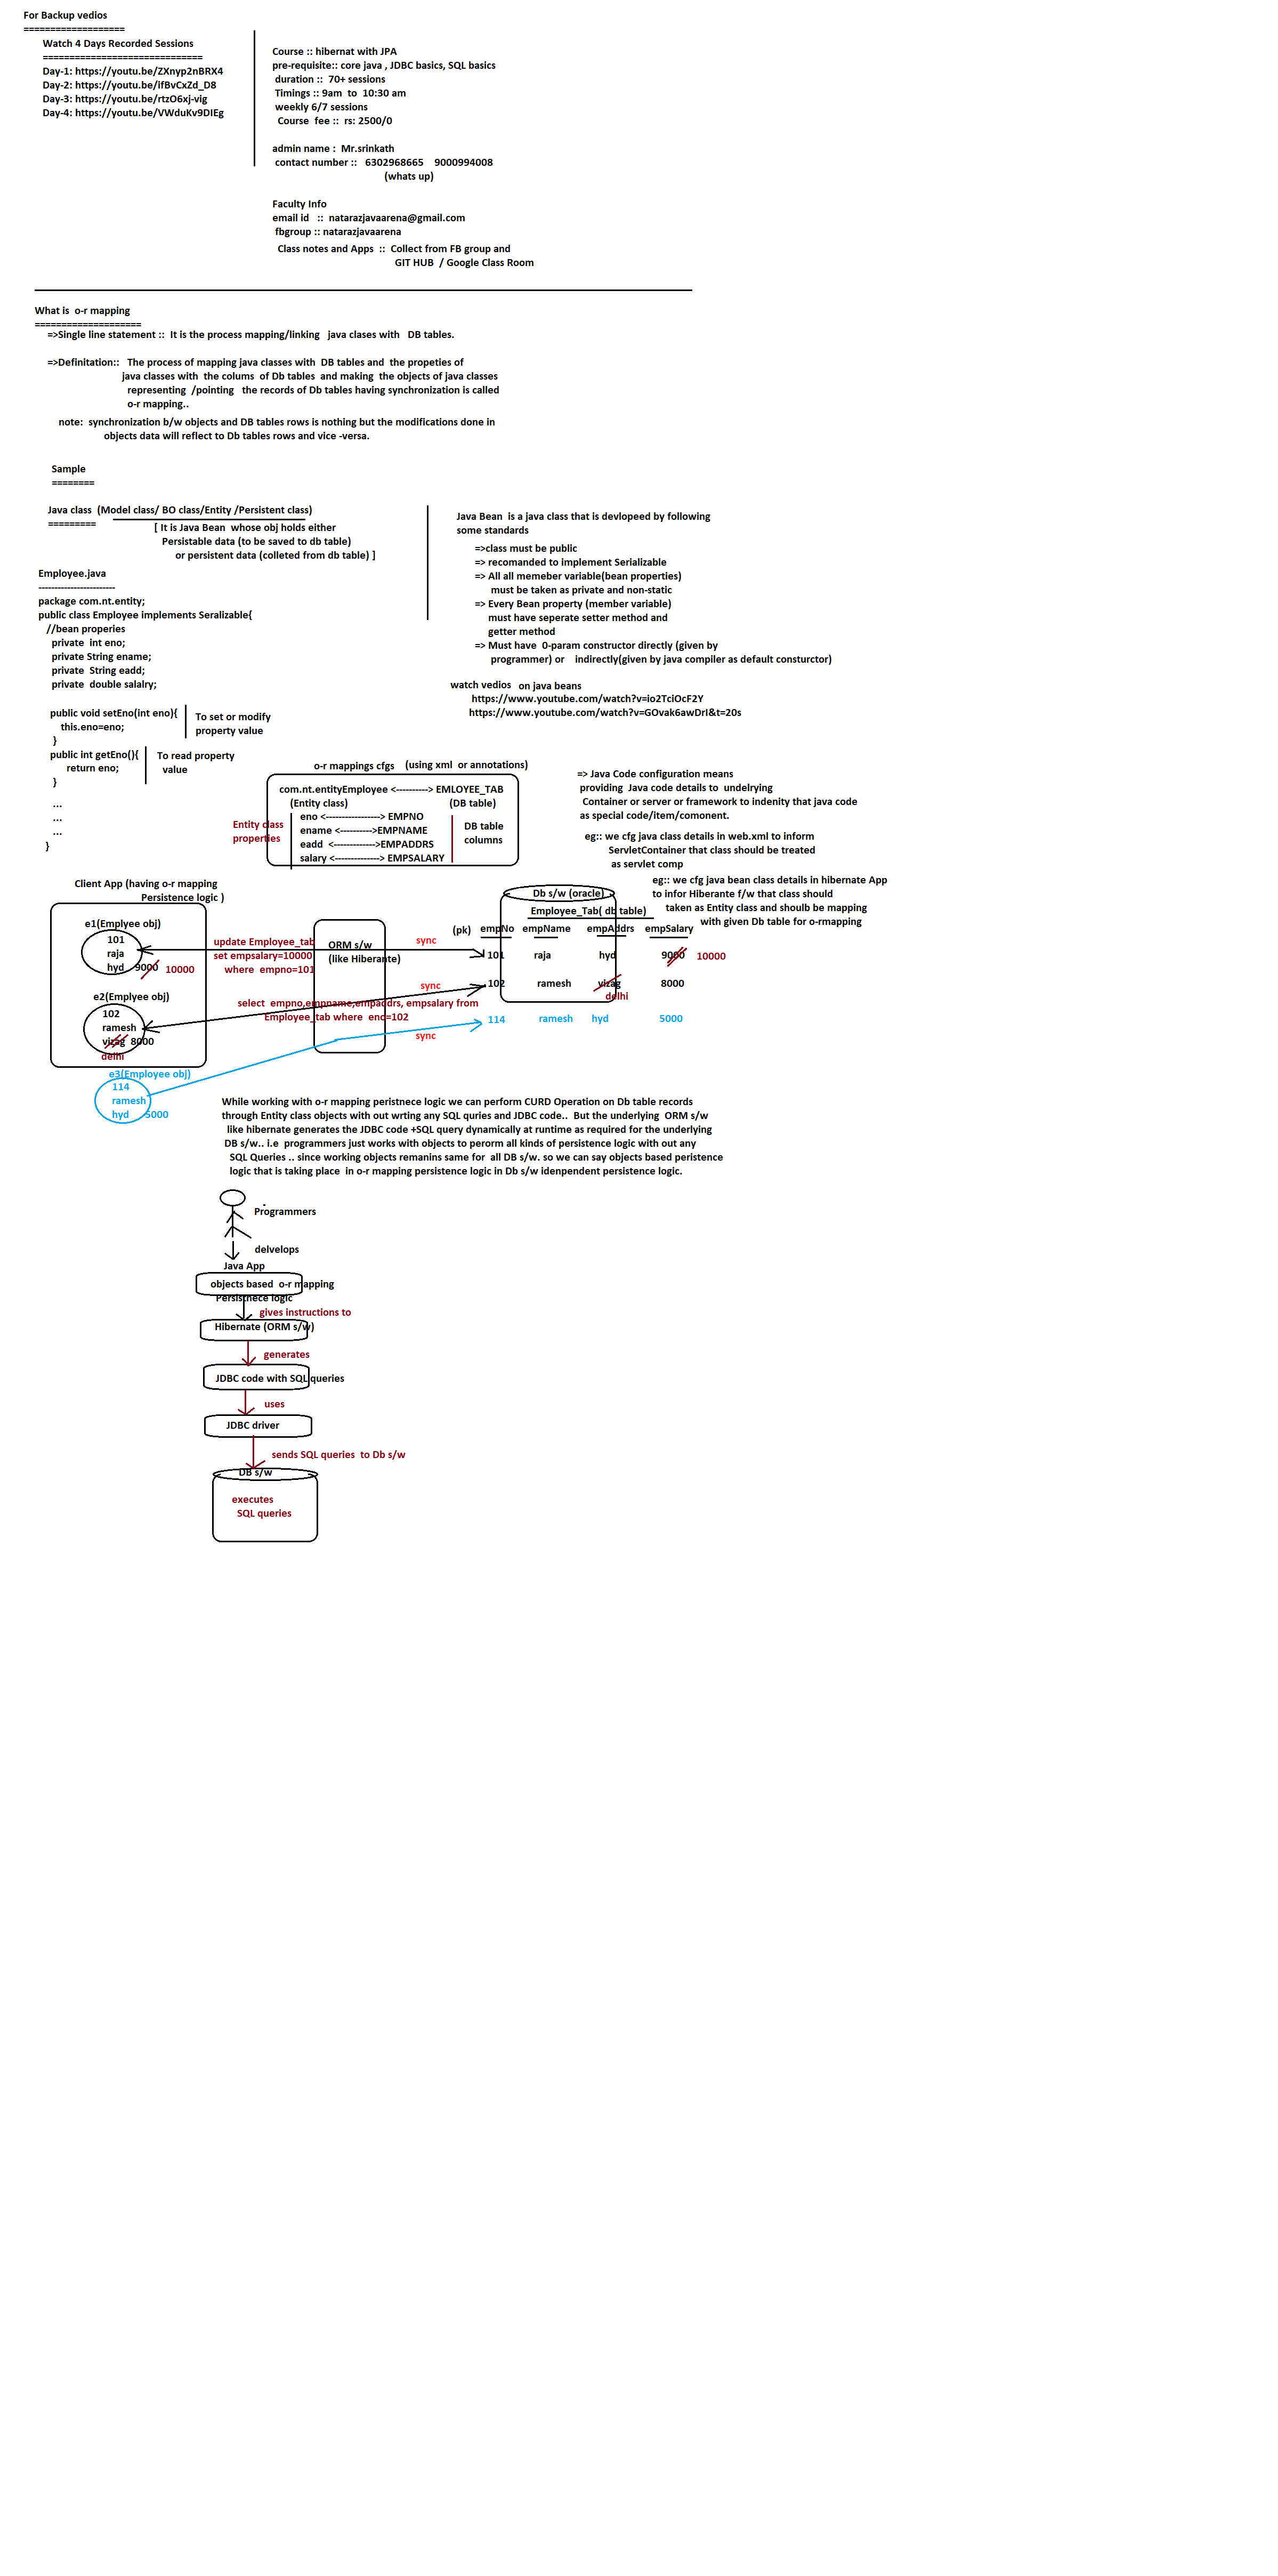 For Backup vedios
===================
Watch 4 Days Recorded Sessions
==============================
Day-1: https://youtu.be/ZXnyp2nBRX4
Day-2: https://youtu.be/ifBvCxZd_D8
Day-3: https://youtu.be/rtzO6xj-vig
Day-4: https://youtu.be/VWduKv9DIEg
Course :: hibernat with JPA
pre-requisite:: core java , JDBC basics, SQL basics
duration :: 70+ sessions
Timings :: 9am to 10:30 am
weekly 6/7 sessions
Course fee :: rs: 2500/0
admin name : Mr.srinkath
contact number :: 6302968665 9000994008
(whats up)
Faculty Info
email id :: natarazjavaarena@gmail.com
fbgroup :: natarazjavaarena
Class notes and Apps :: Collect from FB group and
GIT HUB / Google Class Room
What is o-r mapping
====================
=>Single line statement :: It is the process mapping/linking java clases with DB tables.
=>Definitation:: The process of mapping java classes with DB tables and the propeties of
java classes with the colums of Db tables and making the objects of java classes
representing /pointing the records of Db tables having synchronization is called
o-r mapping..
note: synchronization b/w objects and DB tables rows is nothing but the modifications done in
objects data will reflect to Db tables rows and vice -versa.
Sample
========
Java class (Model class/ BO class/Entity /Persistent class)
=========
[ It is Java Bean whose obj holds either
Persistable data (to be saved to db table)
or persistent data (colleted from db table) ]
Java Bean is a java class that is devlopeed by following
some standards
=>class must be public
=> recomanded to implement Serializable
=> All all memeber variable(bean properties)
must be taken as private and non-static
=> Every Bean property (member variable)
must have seperate setter method and
getter method
=> Must have 0-param constructor directly (given by
programmer) or indirectly(given by java compiler as default consturctor)
watch vedios on java beans
https://www.youtube.com/watch?v=io2TciOcF2Y
https://www.youtube.com/watch?v=GOvak6awDrI&t=20s
Employee.java
------------------------
package com.nt.entity;
public class Employee implements Seralizable{
//bean properies
private int eno;
private String ename;
private String eadd;
private double salalry;
public void setEno(int eno){
this.eno=eno;
}
To set or modify
property value
public int getEno(){
return eno;
}
To read property
value
...
...
...
}
o-r mappings cfgs (using xml or annotations)
com.nt.entityEmployee <----------> EMLOYEE_TAB
(Entity class) (DB table)
eno <-----------------> EMPNO
ename <---------->EMPNAME
eadd <------------->EMPADDRS
salary <--------------> EMPSALARY
Entity class
properties
DB table
columns
=> Java Code configuration means
providing Java code details to undelrying
Container or server or framework to indenity that java code
as special code/item/comonent.
eg:: we cfg java class details in web.xml to inform
ServletContainer that class should be treated
as servlet comp
eg:: we cfg java bean class details in hibernate App
to infor Hiberante f/w that class should
taken as Entity class and shoulb be mapping
with given Db table for o-rmapping
Client App (having o-r mapping
Persistence logic )
e1(Emplyee obj)
101
raja
hyd 9000 10000
e2(Emplyee obj)
102
ramesh
vizag 8000
delhi
e3(Employee obj)
114
ramesh
hyd 5000
update Employee_tab
set empsalary=10000
where empno=101
ORM s/w
(like Hiberante)
sync
sync
sync
select empno,empname,empaddrs, empsalary from
Employee_tab where eno=102
Db s/w (oracle)
Employee_Tab( db table)
(pk) empNo empName empAddrs empSalary
101 raja hyd 9000 10000
102 ramesh vizag 8000
delhi
114 ramesh hyd 5000
While working with o-r mapping peristnece logic we can perform CURD Operation on Db table records
through Entity class objects with out wrting any SQL quries and JDBC code.. But the underlying ORM s/w
like hibernate generates the JDBC code +SQL query dynamically at runtime as required for the underlying
DB s/w.. i.e programmers just works with objects to perorm all kinds of persistence logic with out any
SQL Queries .. since working objects remanins same for all DB s/w. so we can say objects based peristence
logic that is taking place in o-r mapping persistence logic in Db s/w idenpendent persistence logic.
Programmers
delvelops
Java App
objects based o-r mapping
Persistnece logic
gives instructions to
Hibernate (ORM s/w)
generates
JDBC code with SQL queries
uses
JDBC driver
sends SQL queries to Db s/w
DB s/w
executes
SQL queries